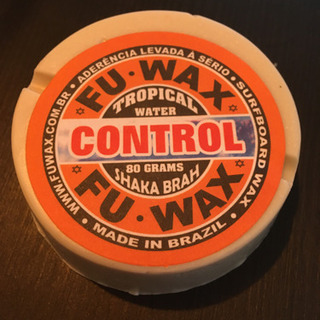 WWW.FUWAX.COM.BR • ADERÊNCIA LEVADA À SÉRIO • SURFBOARD WAX
FU·WAX
TROPICAL
WATER
CONTROL
80 GRAMS
SHAKA BRAH
FU·WAX
• MADE IN BRAZIL •